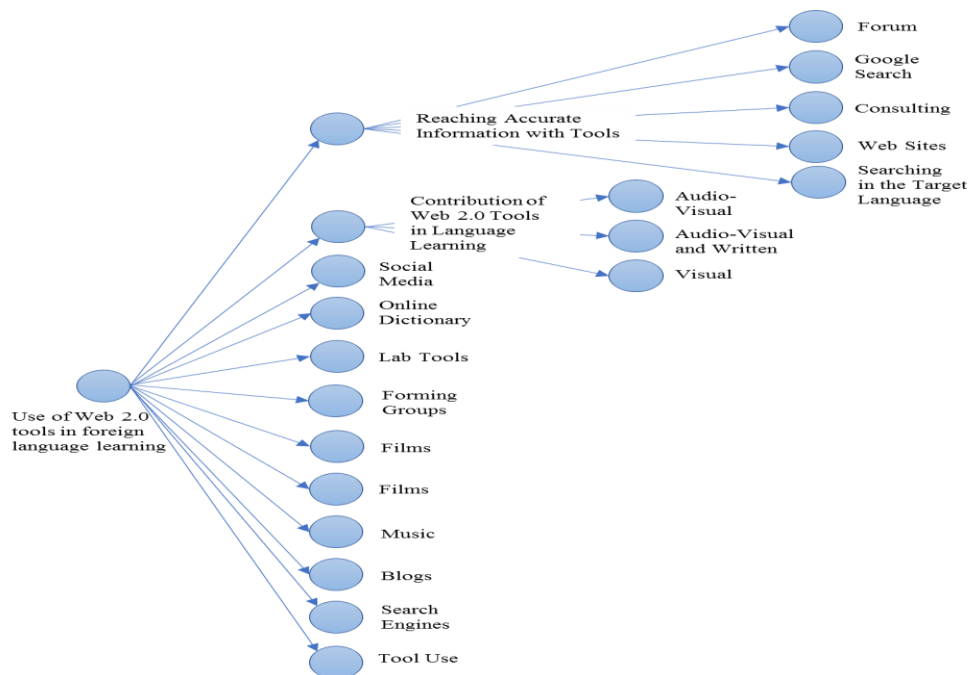 Forum
Google
Search
Reaching Accurate
Information with Tools
Consulting
Web Sites
Searching
in the Target
Language
Contribution of
Web 2.0 Tools
in Language
Learning
Audio-
Visual
Audio-Visual
and Written
Visual
Social
Media
Online
Dictionary
Lab Tools
Use of Web 2.0
tools in foreign
language learning
Forming
Groups
Films
Films
Music
Blogs
Search
Engines
Tool Use